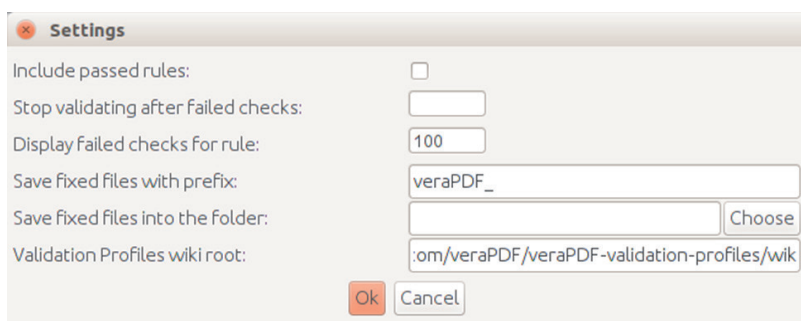 Settings
Include passed rules:
Stop validating after failed checks:
Display failed checks for rule: 100
Save fixed files with prefix: veraPDF_
Save fixed files into the folder: Choose
Validation Profiles wiki root: :om/veraPDF/veraPDF-validation-profiles/wik
Ok Cancel